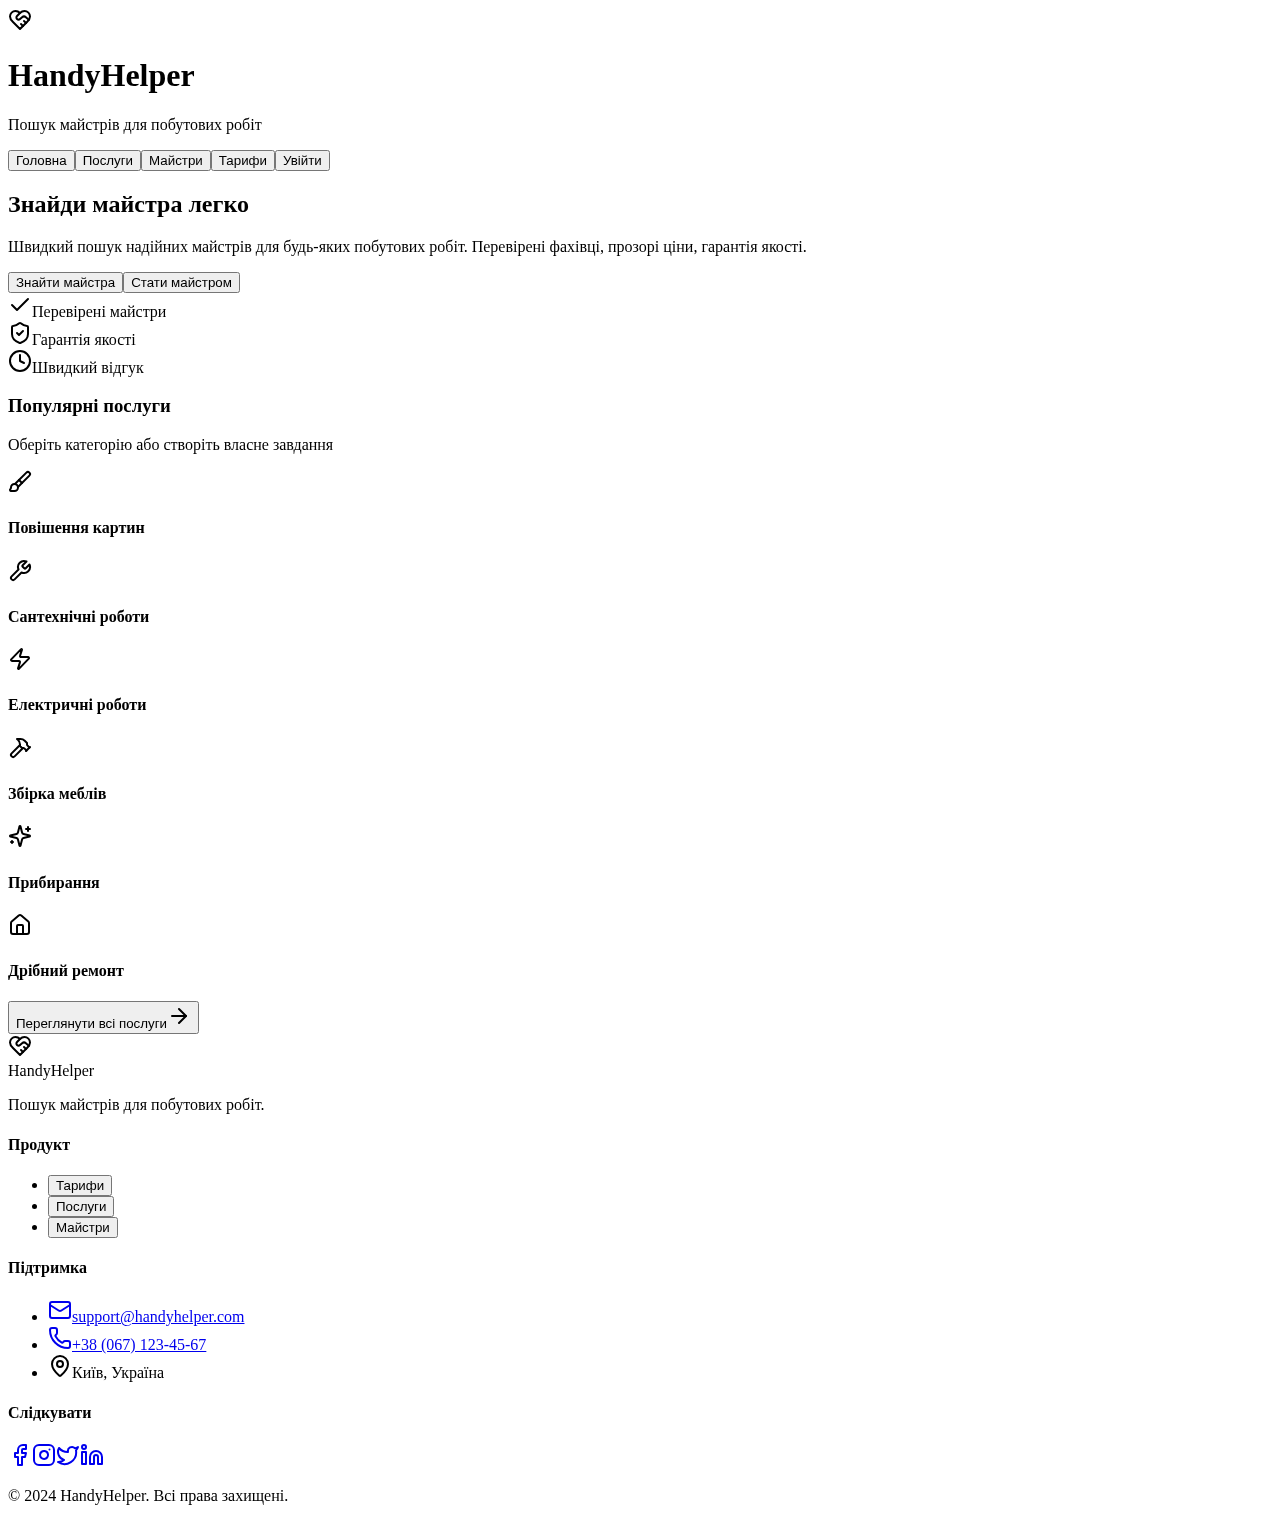 HandyHelper
Пошук майстрів для побутових робіт
Головна Послуги Майстри Тарифи Увійти
Знайди майстра легко
Швидкий пошук надійних майстрів для будь-яких побутових робіт. Перевірені фахівці, прозорі ціни, гарантія якості.
Знайти майстра Стати майстром
Перевірені майстри
Гарантія якості
Швидкий відгук
Популярні послуги
Оберіть категорію або створіть власне завдання
Повішення картин
Сантехнічні роботи
Електричні роботи
Збірка меблів
Прибирання
Дрібний ремонт
Переглянути всі послуги
HandyHelper
Пошук майстрів для побутових робіт.
Продукт
Тарифи
Послуги
Майстри
Підтримка
support@handyhelper.com
+38 (067) 123-45-67
Київ, Україна
Слідкувати
© 2024 HandyHelper. Всі права захищені.